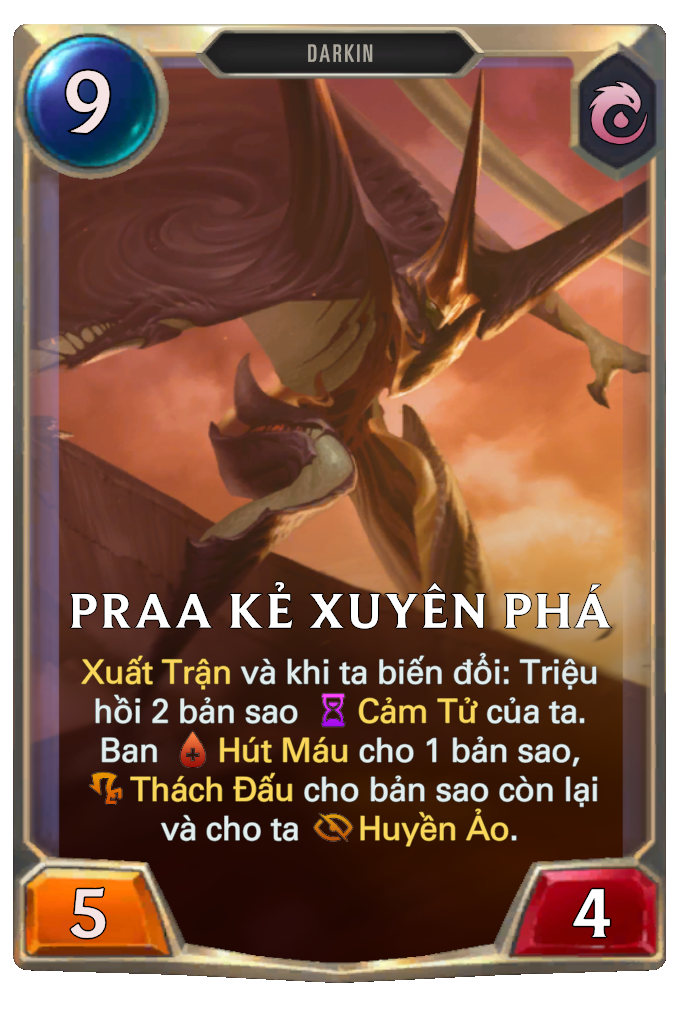 DARKIN
9
PRAA KẺ XUYÊN PHÁ
Xuất Trận và khi ta biến đổi: Triệu
hồi 2 bản sao Cảm Tử của ta.
Ban Hút Máu cho 1 bản sao,
Thách Đấu cho bản sao còn lại
và cho ta Huyền Ảo.
5
4